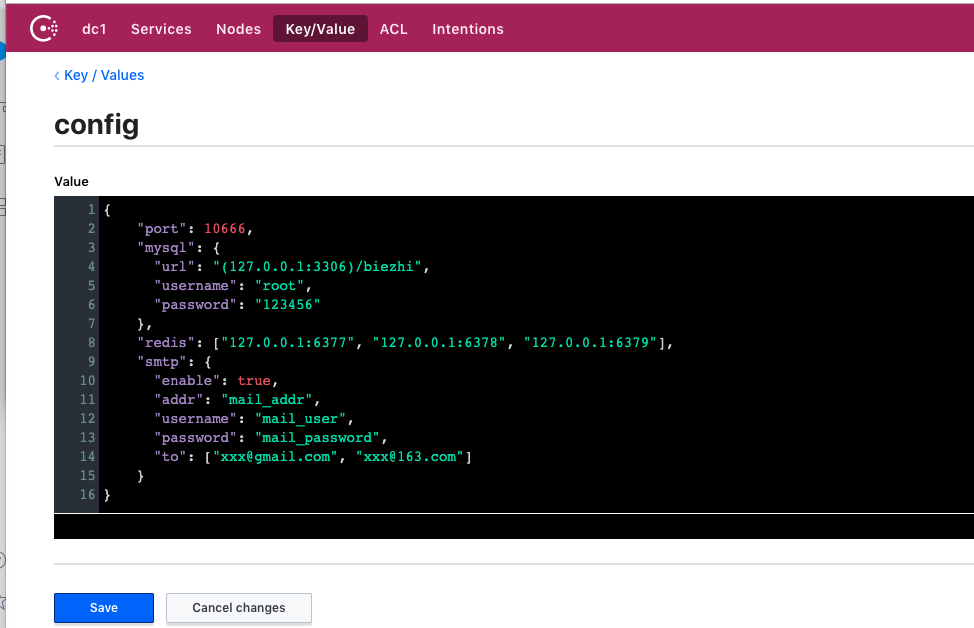 dc1 Services Nodes Key/Value ACL Intentions
‹ Key / Values
config
Value
1 {
2     "port": 10666,
3     "mysql": {
4       "url": "(127.0.0.1:3306)/biezhi",
5       "username": "root",
6       "password": "123456"
7     },
8     "redis": ["127.0.0.1:6377", "127.0.0.1:6378", "127.0.0.1:6379"],
9     "smtp": {
10       "enable": true,
11       "addr": "mail_addr",
12       "username": "mail_user",
13       "password": "mail_password",
14       "to": ["xxx@gmail.com", "xxx@163.com"]
15     }
16 }
Save Cancel changes